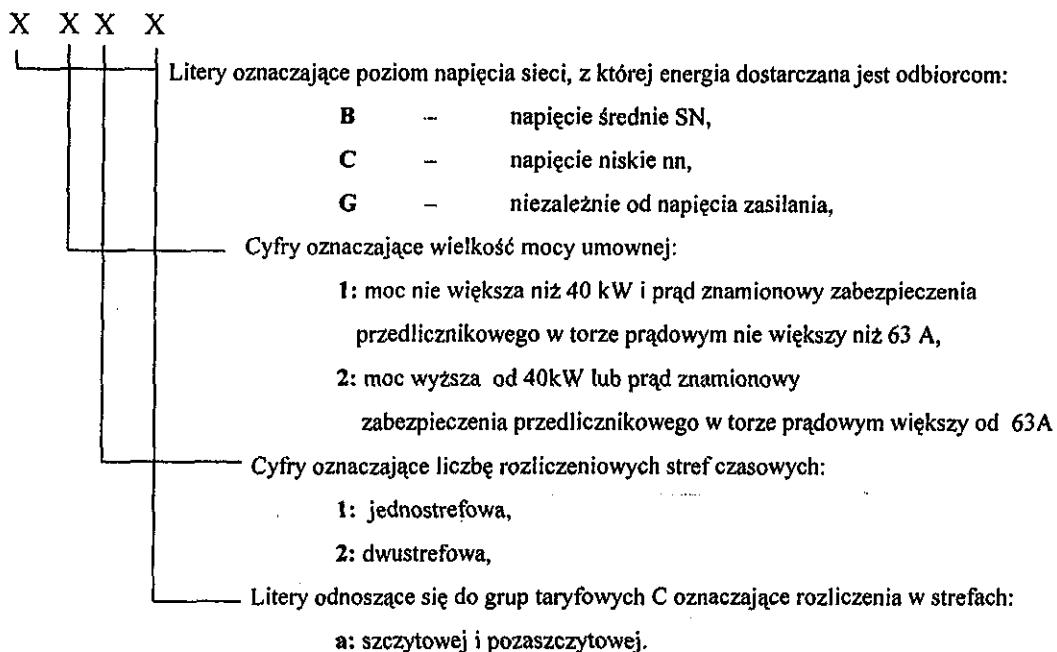 X X X X
Litery oznaczające poziom napięcia sieci, z której energia dostarczana jest odbiorcom:
B – napięcie średnie SN,
C – napięcie niskie nn,
G – niezależnie od napięcia zasilania,
Cyfry oznaczające wielkość mocy umownej:
1: moc nie większa niż 40 kW i prąd znamionowy zabezpieczenia
przedlicznikowego w torze prądowym nie większy niż 63 A,
2: moc wyższa od 40kW lub prąd znamionowy
zabezpieczenia przedlicznikowego w torze prądowym większy od 63A
Cyfry oznaczające liczbę rozliczeniowych stref czasowych:
1: jednostrefowa,
2: dwustrefowa,
Litery odnoszące się do grup taryfowych C oznaczające rozliczenia w strefach:
a: szczytowej i pozaszczytowej.